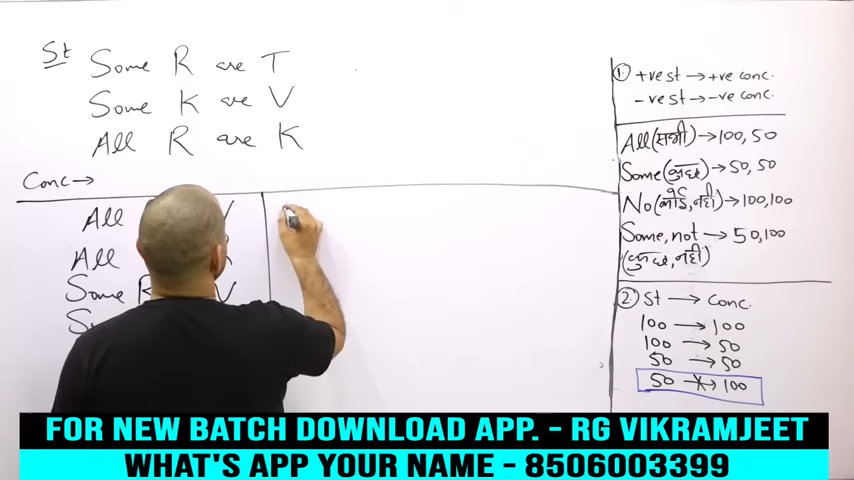 St
Some R are T
Some K are V
All R are K
Conc→
All V
All
Some R V
① +ve st → +ve conc.
-ve st → -ve conc.
All (सभी) → 100, 50
Some (कुछ) → 50, 50
No (कोई, नहीं) → 100, 100
Some, not → 50, 100
(कुछ, नहीं)
② St → Conc.
100 → 100
100 → 50
50 → 50
50 → 100
FOR NEW BATCH DOWNLOAD APP. - RG VIKRAMJEET
WHAT'S APP YOUR NAME - 8506003399